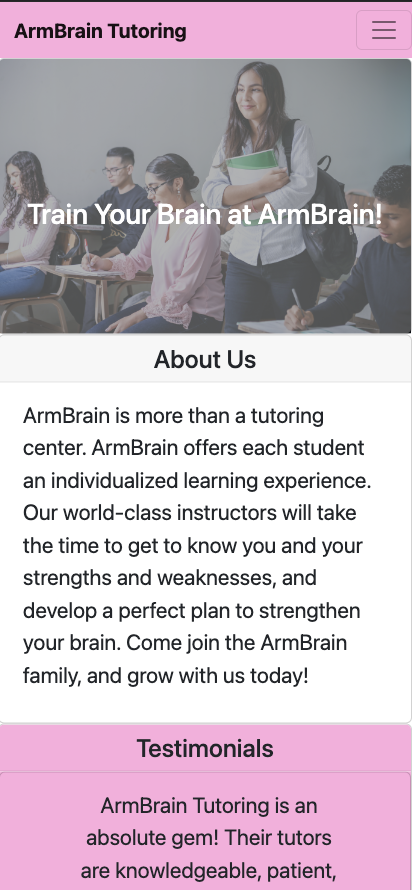 ArmBrain Tutoring
Train Your Brain at ArmBrain!
About Us
ArmBrain is more than a tutoring
center. ArmBrain offers each student
an individualized learning experience.
Our world-class instructors will take
the time to get to know you and your
strengths and weaknesses, and
develop a perfect plan to strengthen
your brain. Come join the ArmBrain
family, and grow with us today!
Testimonials
ArmBrain Tutoring is an
absolute gem! Their tutors
are knowledgeable, patient,